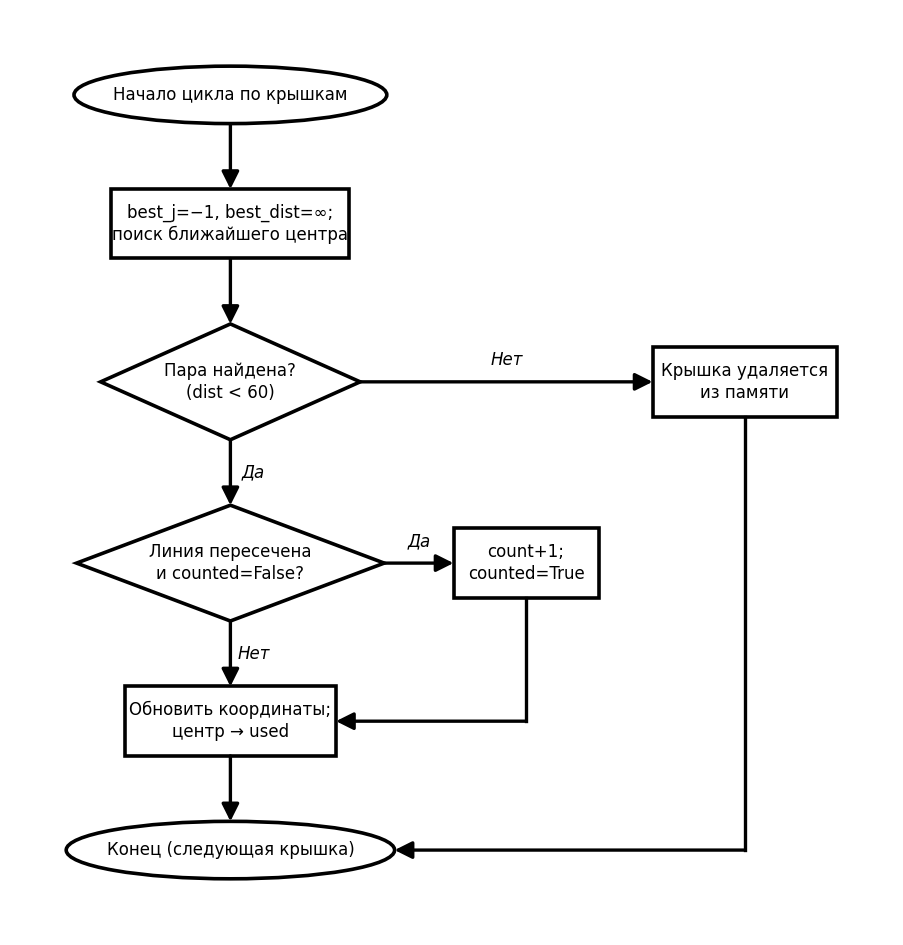 Начало цикла по крышкам
best_j=−1, best_dist=∞;
поиск ближайшего центра
Пара найдена?
(dist < 60)
Нет
Крышка удаляется
из памяти
Да
Линия пересечена
и counted=False?
Да
count+1;
counted=True
Нет
Обновить координаты;
центр → used
Конец (следующая крышка)